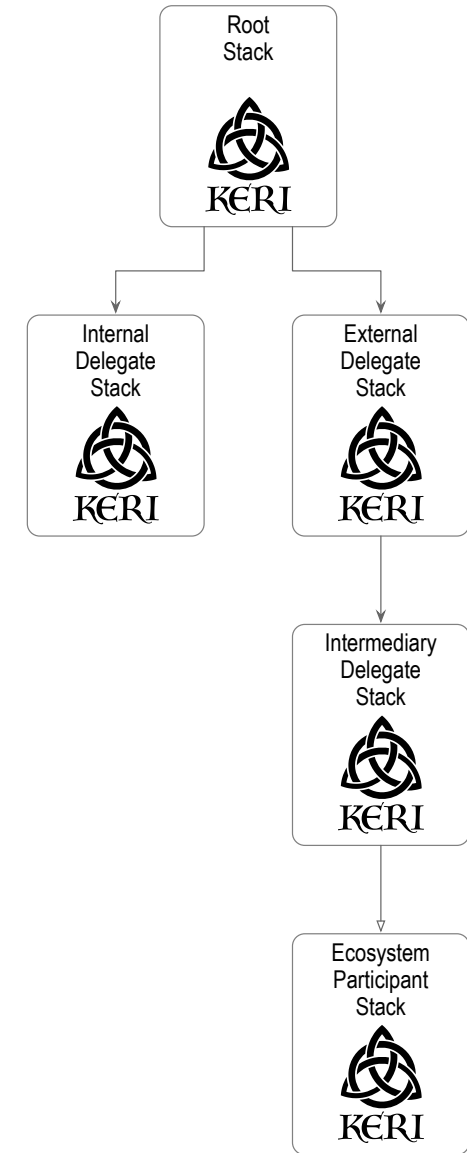 Root
Stack
KERI
Internal
Delegate
Stack
KERI
External
Delegate
Stack
KERI
Intermediary
Delegate
Stack
KERI
Ecosystem
Participant
Stack
KERI